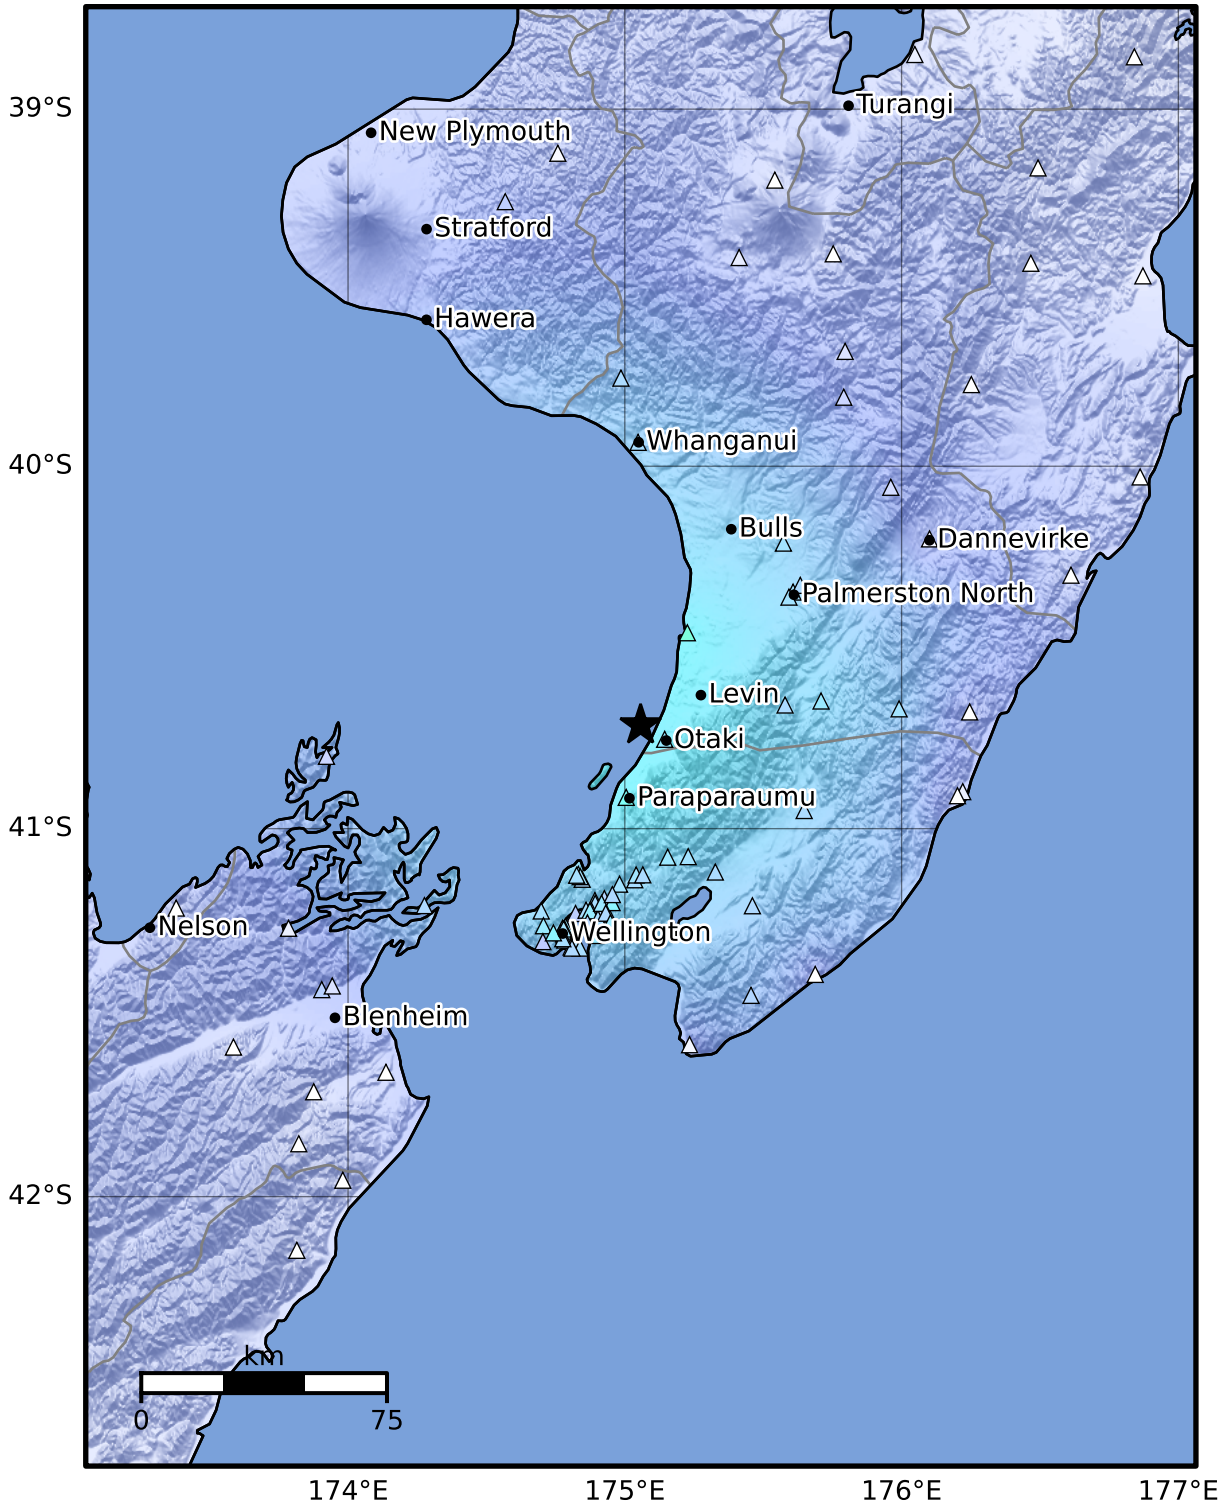 39°S
Turangi
New Plymouth
Stratford
Hawera
Whanganui
40°S
Bulls
Dannevirke
Palmerston North
Levin
Otaki
Paraparaumu
41°S
Nelson
Wellington
Blenheim
42°S
km
0
75
174°E
175°E
176°E
177°E